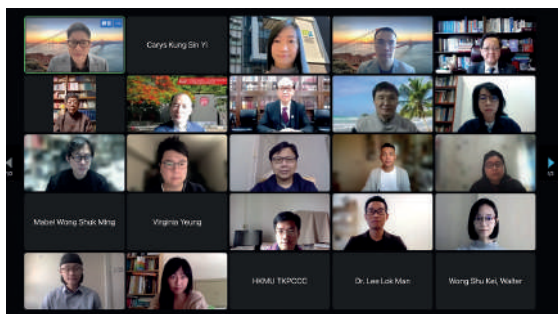 Carys Kung Sin Yi
Mabel Wong Shuk Ming
Virginia Yeung
HKMU TKPCCC
Dr. Lee Lok Man
Wong Shu Kei, Walter